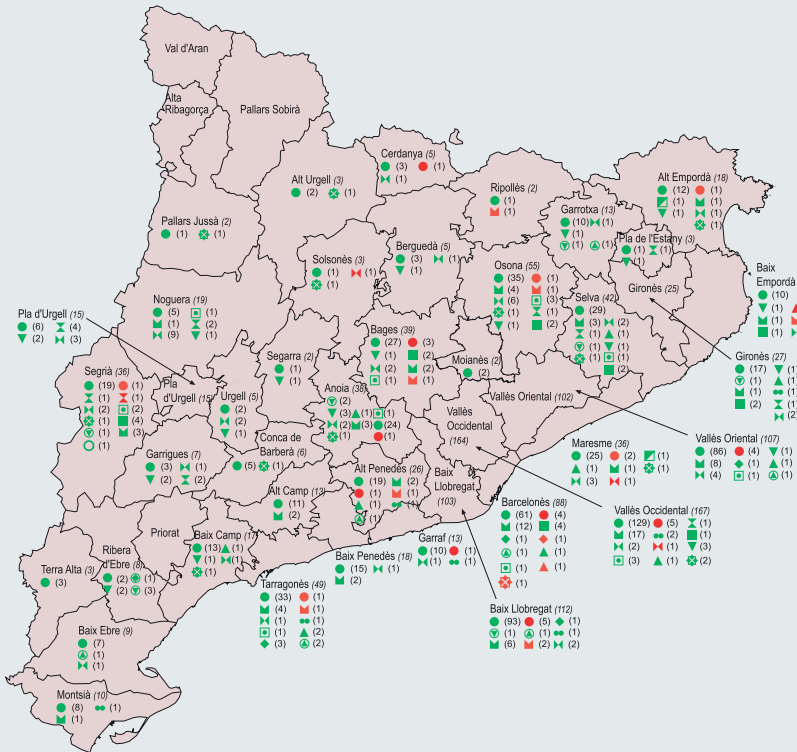 Val d'Aran
Alta
Ribagorça
Pallars Sobirà
Cerdanya (5)
(3) (1)
(1)
Alt Urgell (3)
(2) (1)
Ripollès (2)
(1)
(1)
Alt Empordà (18)
(12) (1)
(1) (1)
(1) (1)
(1)
Garrotxa (13)
(10) (1)
(1)
(1) (1)
Pallars Jussà (2)
(1) (1)
Pla de l'Estany (3)
(1) (1)
(1)
Berguedà (5)
(3) (1)
(1)
Solsonès (3)
(1) (1)
(1)
Osona (55)
(35) (1)
(4) (1)
(6) (3)
(1) (1)
(1) (2)
Baix
Empordà
(10)
(1)
(1)
(1)
Gironès (25)
Selva (42)
(29)
(3) (2)
(1) (1)
(1) (1)
(1) (1)
(2)
Noguera (19)
(5) (1)
(1) (2)
(9) (1)
Pla d'Urgell (15)
(6) (4)
(2) (3)
Bages (39)
(27) (3)
(1) (2)
(2) (2)
(1) (1)
Segarra (2)
(1)
(1)
Moianès (2)
(2)
Gironès (27)
(17) (1)
(1) (1)
(1) (1)
(2) (1)
(2)
Segrià (36)
(19) (1)
(1) (1)
(2) (2)
(1) (4)
(1) (3)
(1)
Pla
d'Urgell (15)
Urgell (5)
(2)
(2)
(1)
Anoia (38)
(2)
(3) (1) (1)
(2) (3) (24)
(1) (1)
Vallès Oriental (102)
Vallès
Occidental
(164)
Conca de
Barberà (6)
(5) (1)
Vallès Oriental (107)
(86) (4) (1)
(8) (1) (1)
(4) (1) (1)
Maresme (36)
(25) (2) (1)
(1) (1) (1)
(3) (1)
Garrigues (7)
(3) (1)
(2) (2)
Alt Penedès (26)
(19) (2)
(1) (1)
(1) (1)
(1)
Baix
Llobregat
(103)
Alt Camp (13)
(11)
(2)
Barcelonès (88)
(61) (4)
(12) (4)
(1) (1)
(1) (1)
(1) (1)
(1)
Vallès Occidental (167)
(129) (5) (1)
(17) (2) (1)
(2) (1) (3)
(3) (1) (2)
Priorat
Baix Camp (17)
(13) (1)
(1) (1)
(1)
Garraf (13)
(10) (1)
(1) (1)
Ribera
d'Ebre (8)
(2) (1)
(2) (3)
Terra Alta (3)
(3)
Baix Penedès (18)
(15) (1)
(2)
Tarragonès (49)
(33) (1)
(4) (1)
(1) (1)
(1) (2)
(3) (2)
Baix Llobregat (112)
(93) (5) (1)
(1) (1) (1)
(6) (2) (2)
Baix Ebre (9)
(7)
(1)
(1)
Montsià (10)
(8) (1)
(1)